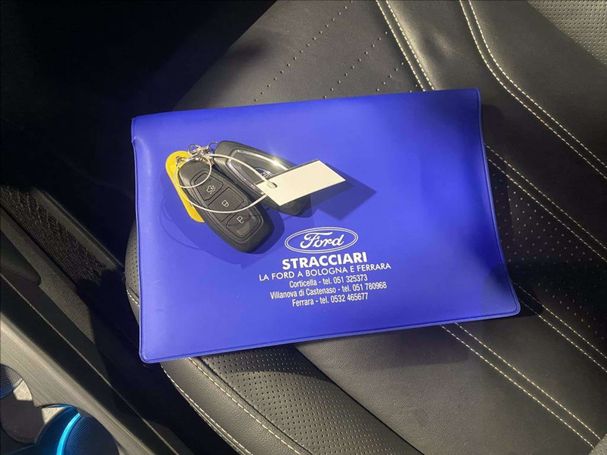 Ford
STRACCIARI
LA FORD A BOLOGNA E FERRARA
Corticella - tel. 051 325373
Villanova di Castenaso - tel. 051 780968
Ferrara - tel. 0532 465677